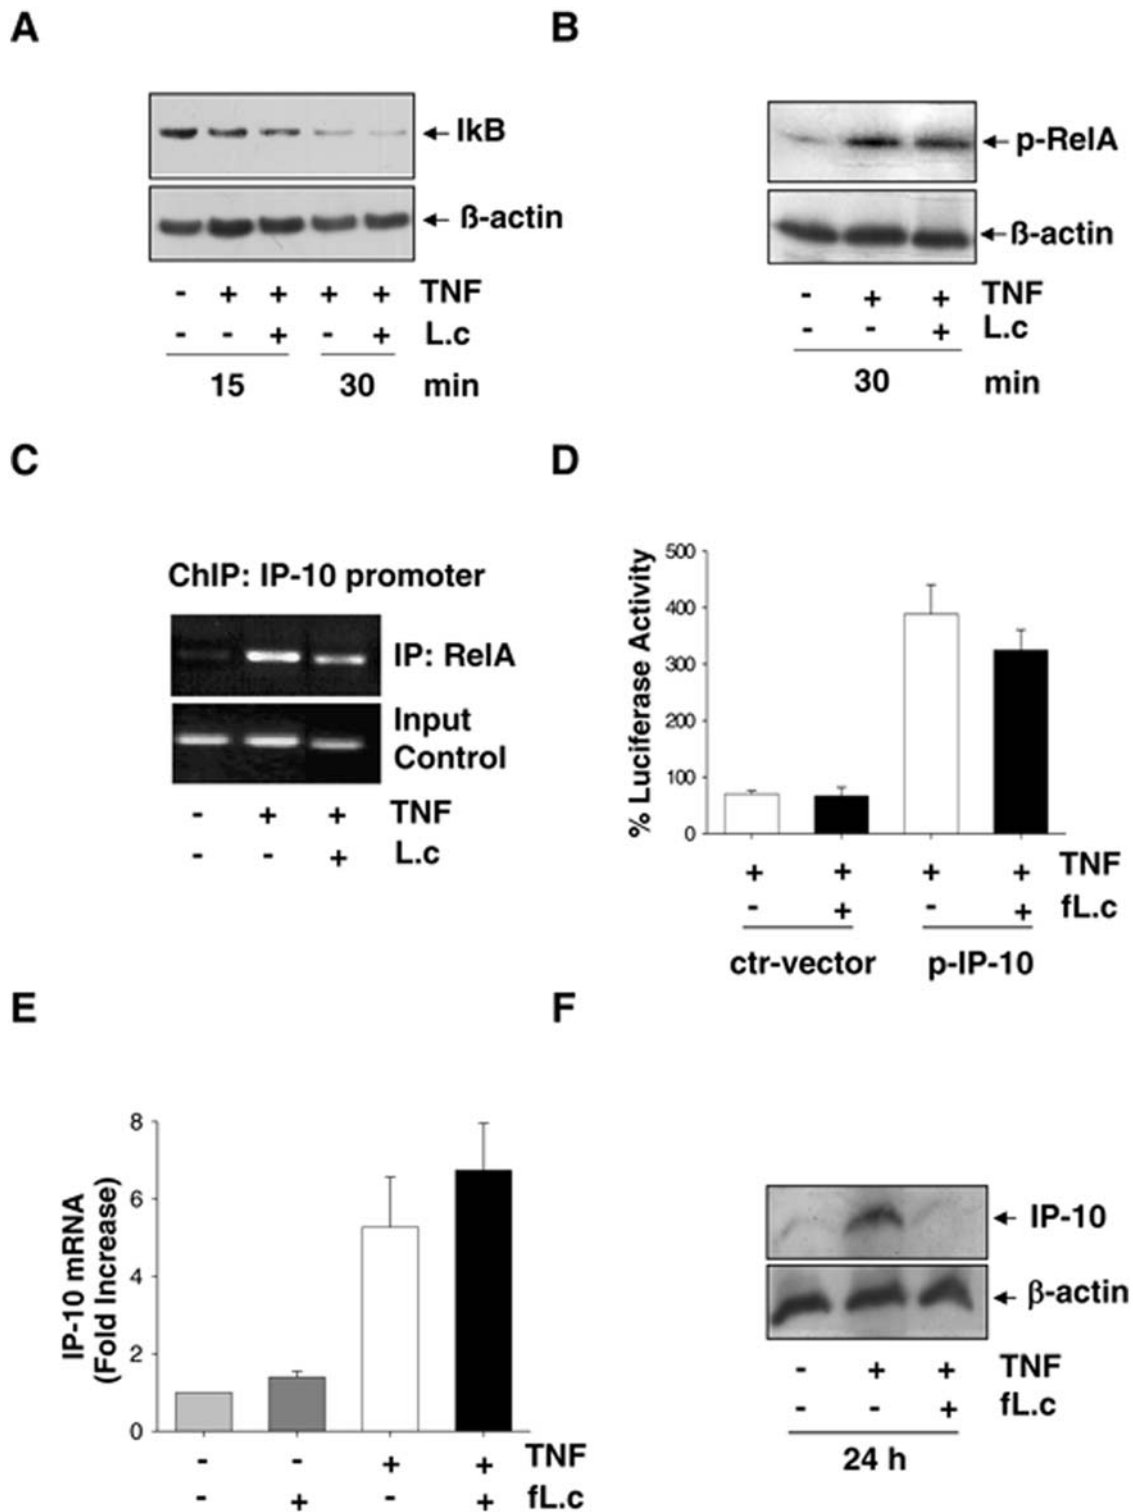 A
IkB
ß-actin
- + + + + TNF
- - + - + L.c
15 30 min
B
p-RelA
ß-actin
- + + TNF
- - + L.c
30 min
C
ChIP: IP-10 promoter
IP: RelA
Input
Control
- + + TNF
- - + L.c
D
% Luciferase Activity
500
400
300
200
100
0
+ + + + TNF
- + - + fL.c
ctr-vector p-IP-10
E
IP-10 mRNA
(Fold Increase)
8
6
4
2
0
- - + + TNF
- + - + fL.c
F
IP-10
β-actin
- + + TNF
- - + fL.c
24 h